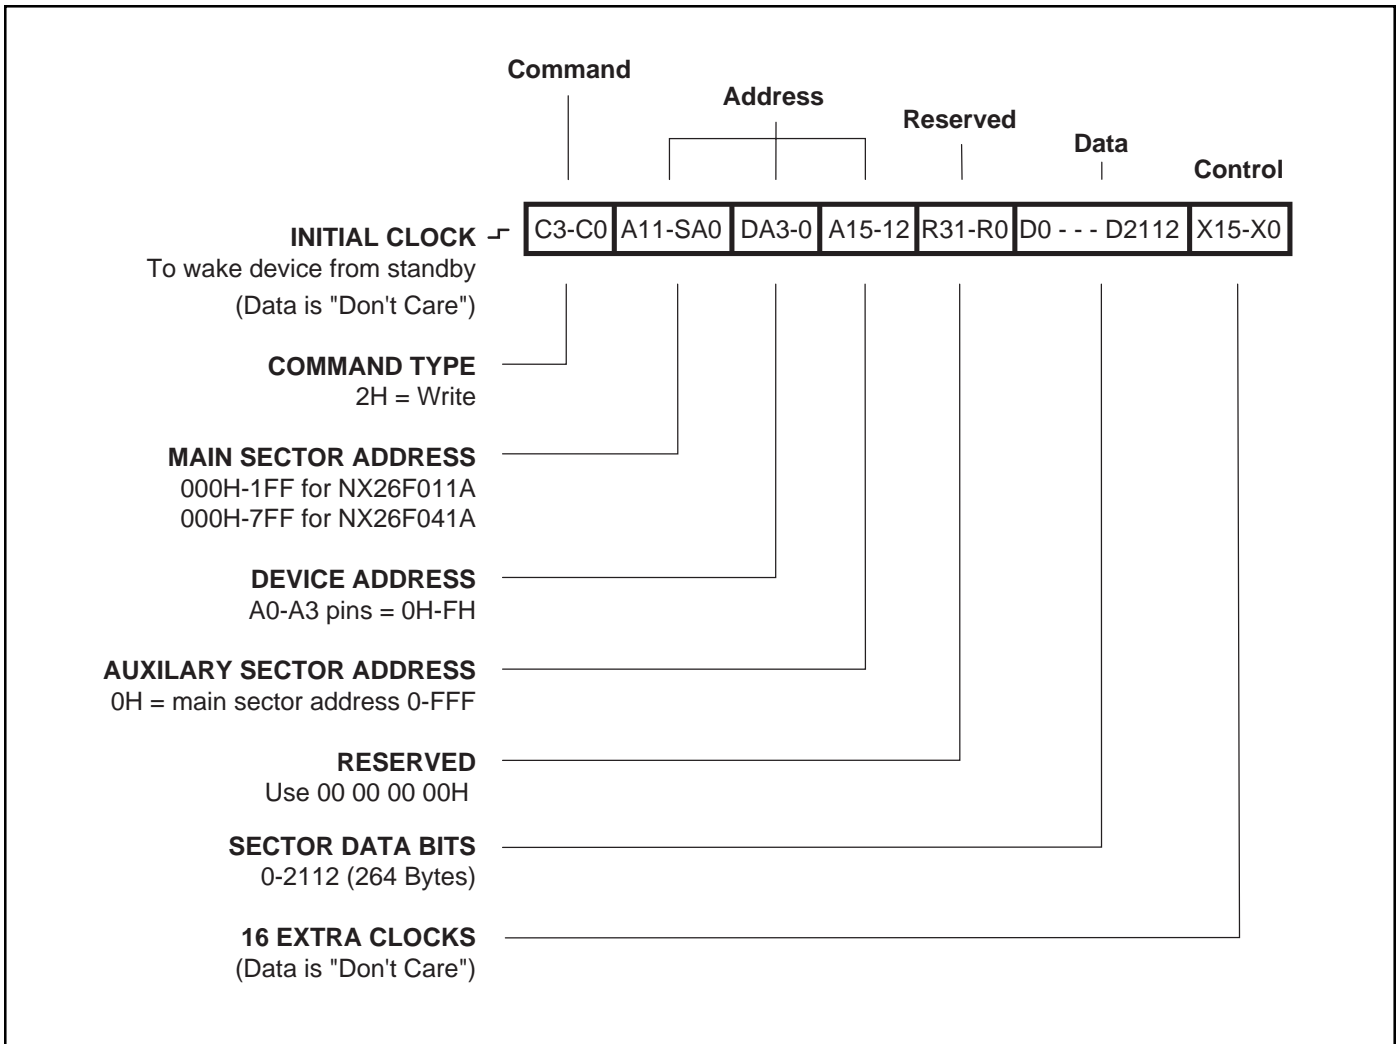 Command
Address
Reserved
Data
Control
C3-C0 A11-SA0 DA3-0 A15-12 R31-R0 D0 - - - D2112 X15-X0
INITIAL CLOCK
To wake device from standby
(Data is "Don't Care")
COMMAND TYPE
2H = Write
MAIN SECTOR ADDRESS
000H-1FF for NX26F011A
000H-7FF for NX26F041A
DEVICE ADDRESS
A0-A3 pins = 0H-FH
AUXILARY SECTOR ADDRESS
0H = main sector address 0-FFF
RESERVED
Use 00 00 00 00H
SECTOR DATA BITS
0-2112 (264 Bytes)
16 EXTRA CLOCKS
(Data is "Don't Care")